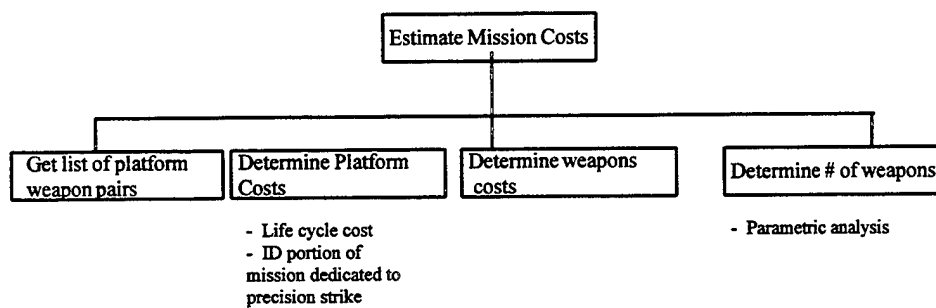 Estimate Mission Costs
Get list of platform
weapon pairs
Determine Platform
Costs
- Life cycle cost
- ID portion of
mission dedicated to
precision strike
Determine weapons
costs
Determine # of weapons
- Parametric analysis